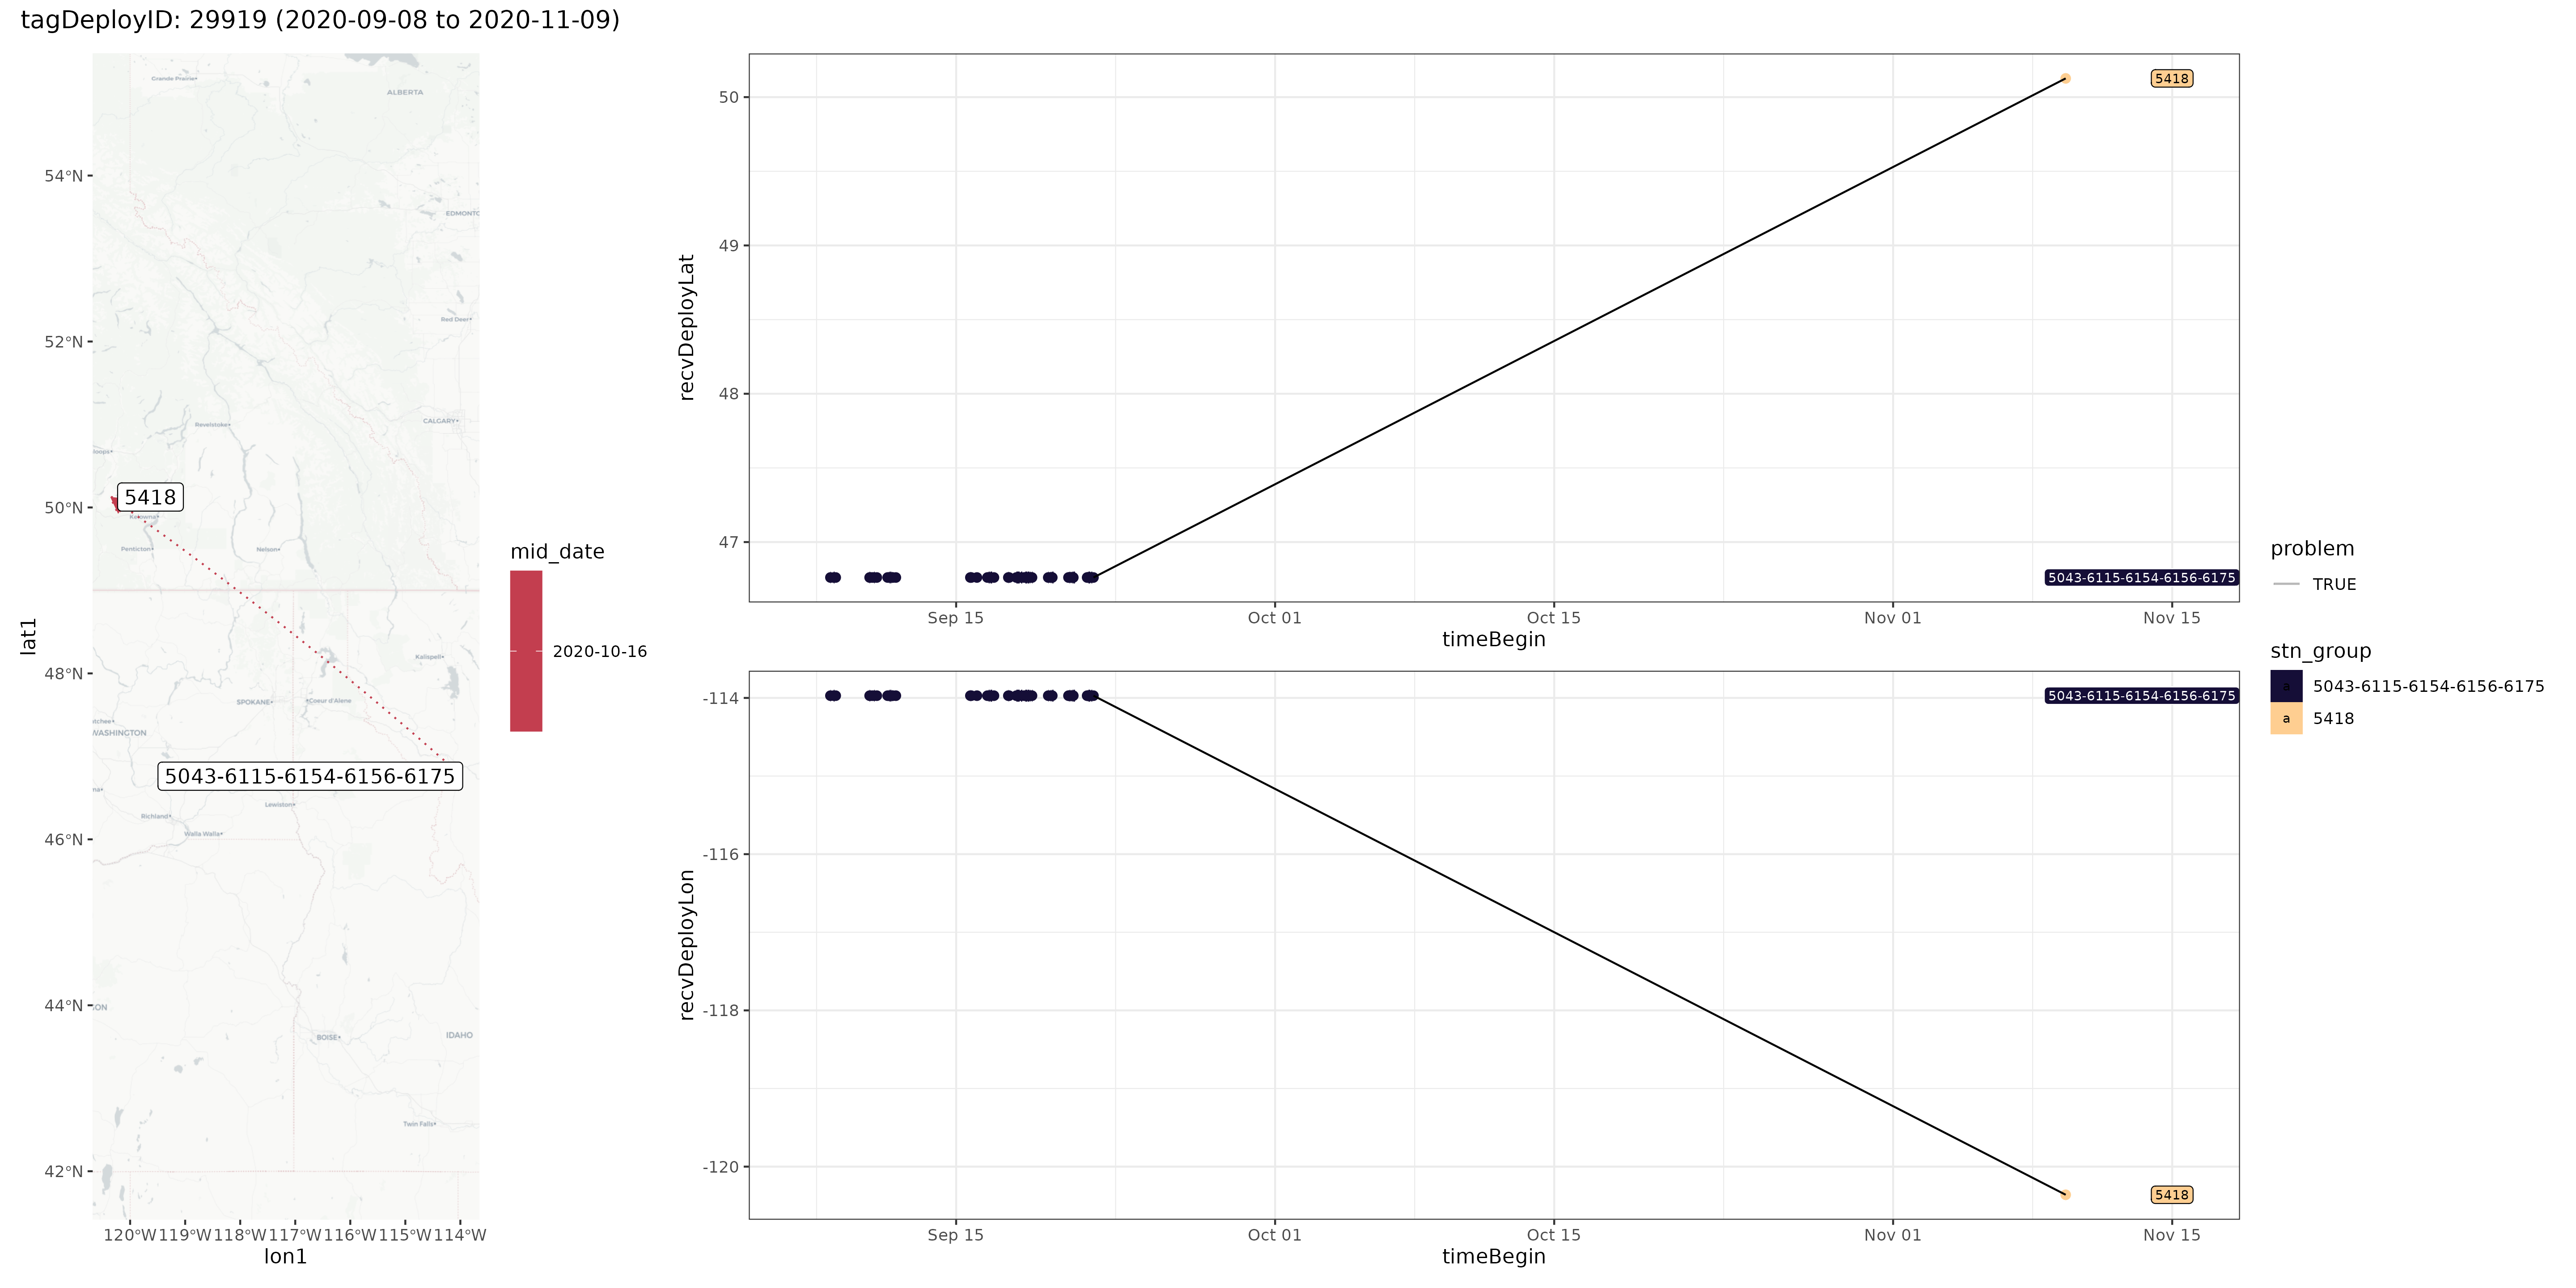 tagDeployID: 29919 (2020-09-08 to 2020-11-09)
lat1
54°N
52°N
50°N
48°N
46°N
44°N
42°N
Grande Prairie
ALBERTA
EDMONTO
Red Deer
CALGARY
Revelstoke
loops
5418
Kelowna
Penticton
Nelson
Kalispell
SPOKANE
Coeur d'Alene
tchee
WASHINGTON
5043-6115-6154-6156-6175
Lewiston
Richland
Walla Walla
ON
BOISE
IDAHO
Twin Falls
120°W119°W118°W117°W116°W115°W114°W
lon1
mid_date
2020-10-16
recvDeployLat
50
49
48
47
5418
5043-6115-6154-6156-6175
Sep 15
Oct 01
Oct 15
Nov 01
Nov 15
timeBegin
recvDeployLon
-114
-116
-118
-120
5043-6115-6154-6156-6175
5418
Sep 15
Oct 01
Oct 15
Nov 01
Nov 15
timeBegin
problem
TRUE
stn_group
a 5043-6115-6154-6156-6175
a 5418